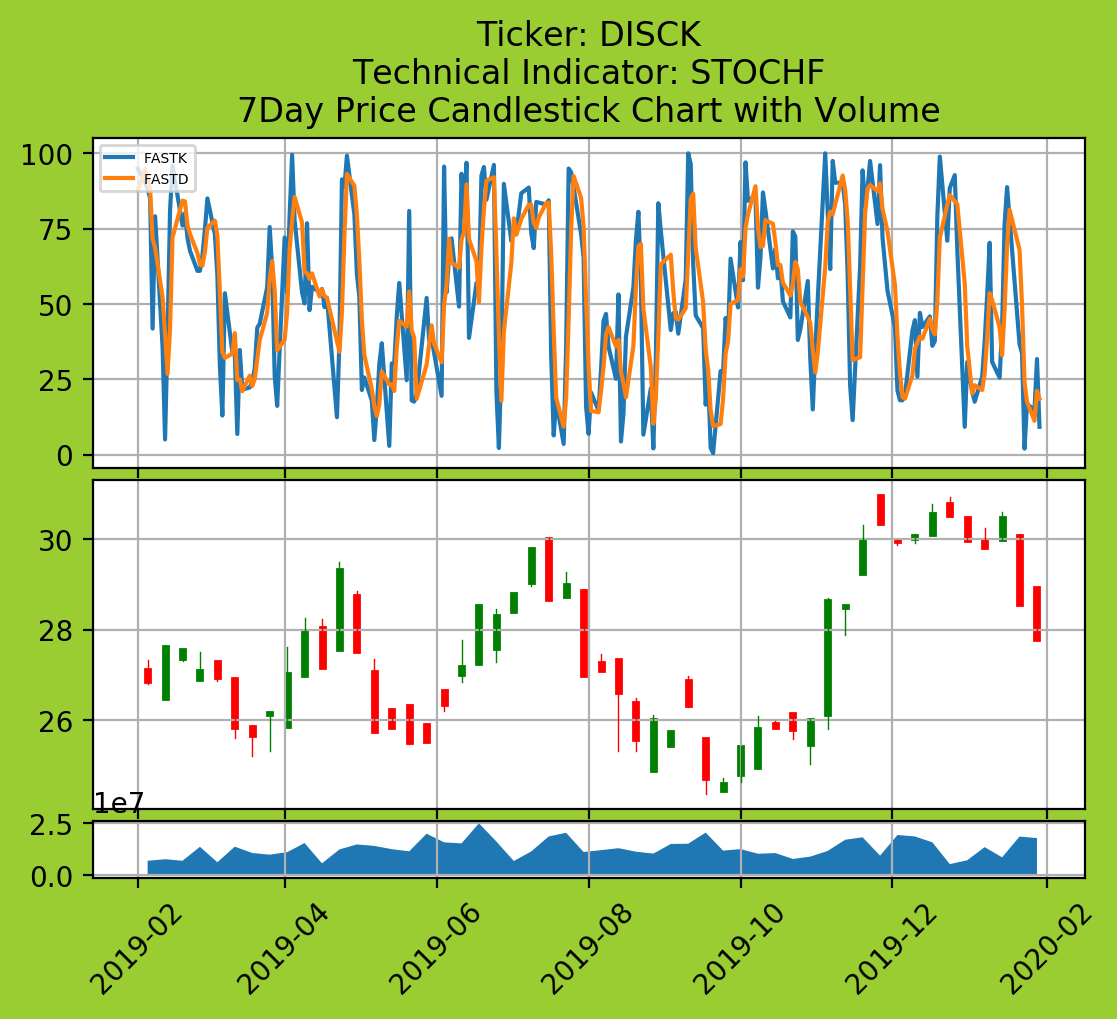 Ticker: DISCK
Technical Indicator: STOCHF
7Day Price Candlestick Chart with Volume
100
FASTK
FASTD
75
50
25
0
30
28
26
1e7
2.5
0.0
2019-02
2019-04
2019-06
2019-08
2019-10
2019-12
2020-02